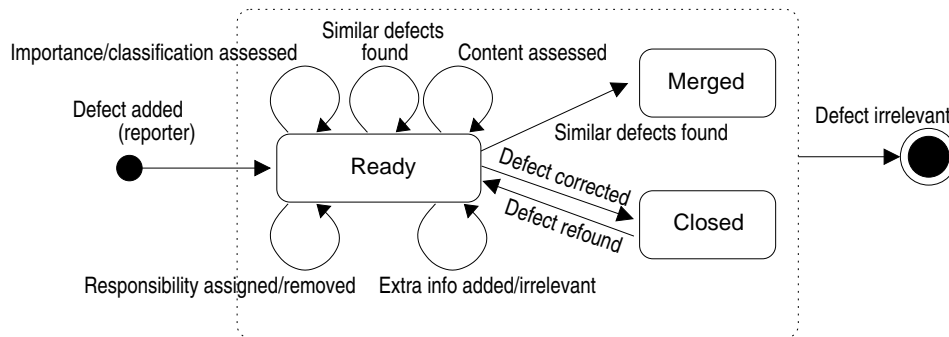 Importance/classification assessed
Similar defects
found
Content assessed
Merged
Defect added
(reporter)
Similar defects found
Defect irrelevant
Ready
Defect corrected
Defect refound
Closed
Responsibility assigned/removed
Extra info added/irrelevant